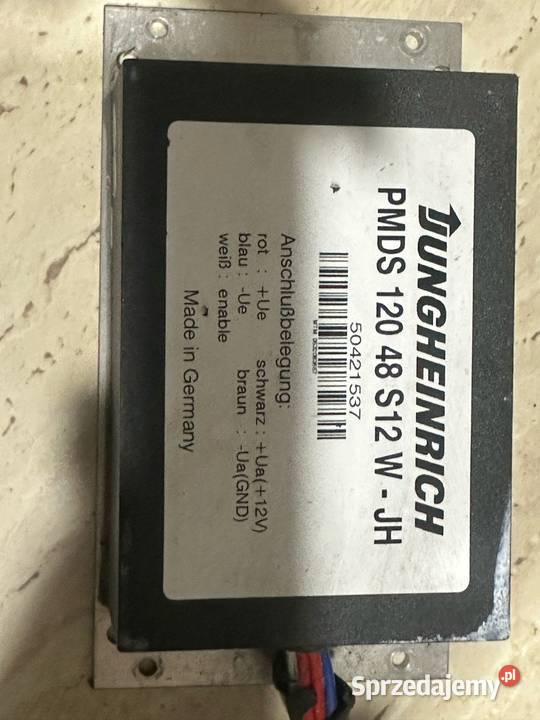 JUNGHEINRICH
PMDS 120 48 S12 W - JH
50421537
Anschlußbelegung:
rot : +Ue schwarz : +Ua(+12V)
blau : -Ue braun : -Ua(GND)
weiß : enable
Made in Germany
Sprzedajemy.pl